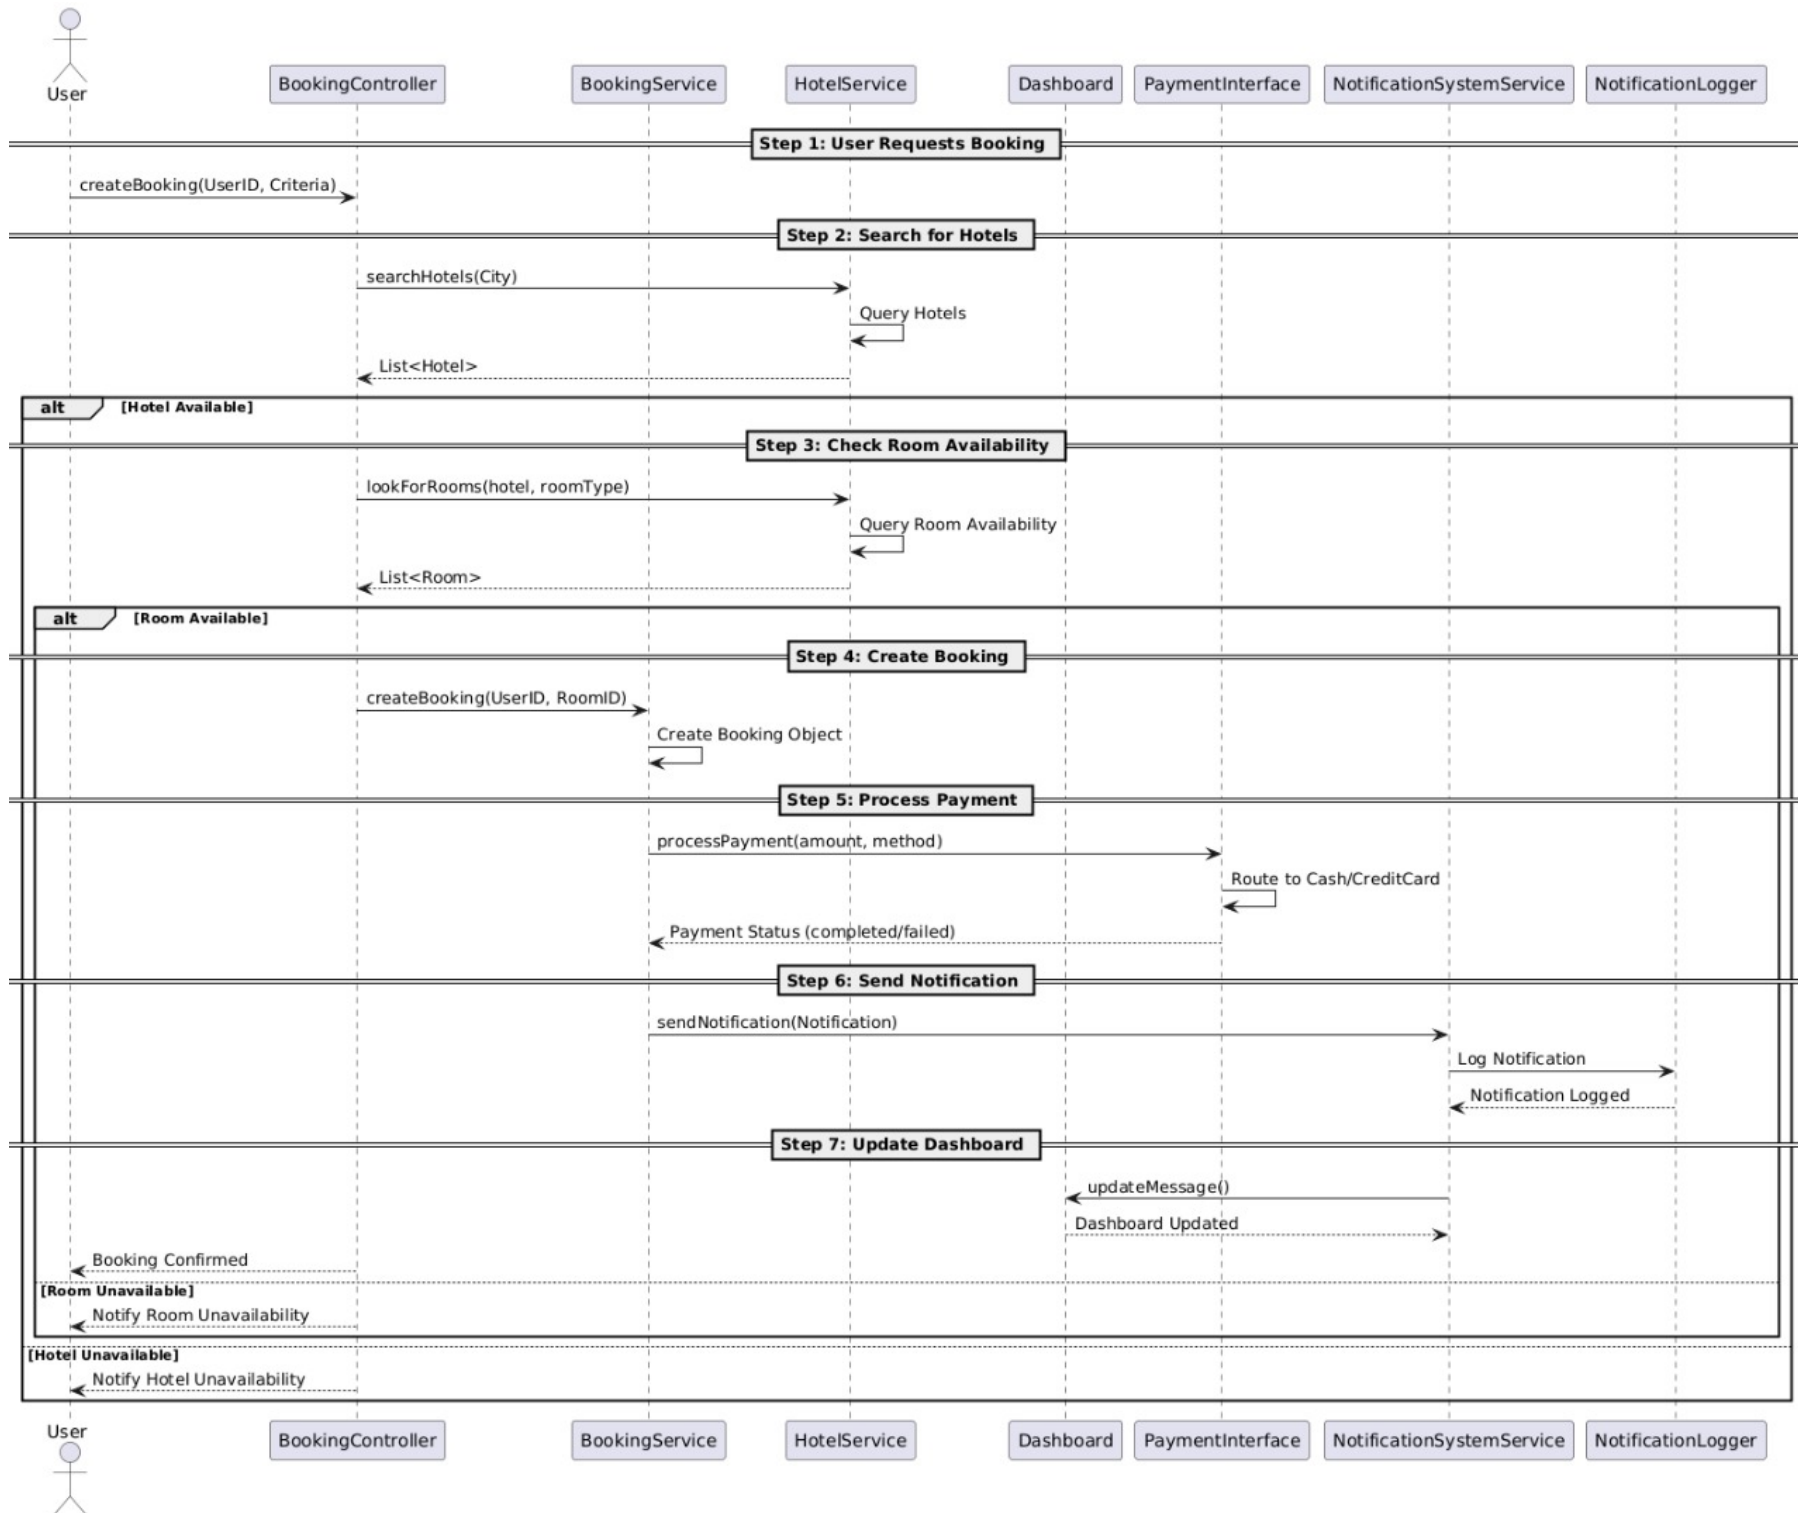 User
BookingController
BookingService
HotelService
Dashboard
PaymentInterface
NotificationSystemService
NotificationLogger
Step 1: User Requests Booking
createBooking(UserID, Criteria)
Step 2: Search for Hotels
searchHotels(City)
Query Hotels
List<Hotel>
alt
[Hotel Available]
Step 3: Check Room Availability
lookForRooms(hotel, roomType)
Query Room Availability
List<Room>
alt
[Room Available]
Step 4: Create Booking
createBooking(UserID, RoomID)
Create Booking Object
Step 5: Process Payment
processPayment(amount, method)
Route to Cash/CreditCard
Payment Status (completed/failed)
Step 6: Send Notification
sendNotification(Notification)
Log Notification
Notification Logged
Step 7: Update Dashboard
updateMessage()
Dashboard Updated
Booking Confirmed
[Room Unavailable]
Notify Room Unavailability
[Hotel Unavailable]
Notify Hotel Unavailability
User
BookingController
BookingService
HotelService
Dashboard
PaymentInterface
NotificationSystemService
NotificationLogger